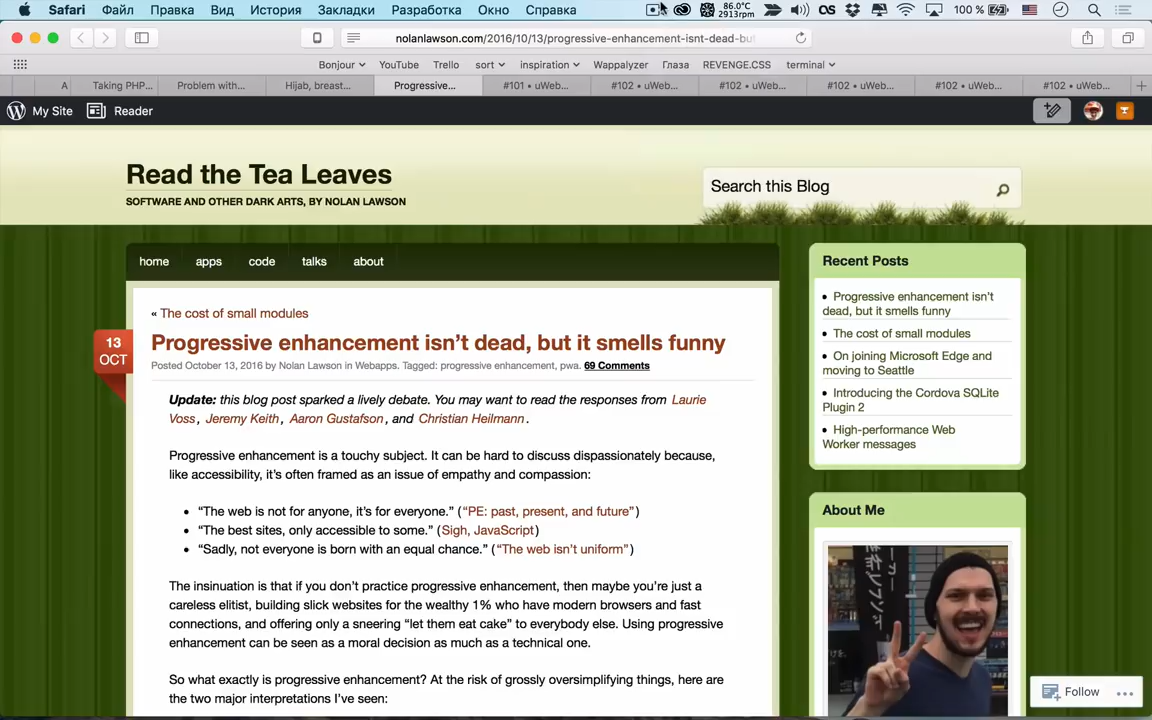 Safari Файл Правка Вид История Закладки Разработка Окно Справка 86.0°C 2913rpm 100 %
nolanlawson.com/2016/10/13/progressive-enhancement-isnt-dead-but
Bonjour YouTube Trello sort inspiration Wappalyzer Глаза REVENGE.CSS terminal
A Taking PHP... Problem with... Hijab, breast... Progressive... #101 • uWeb... #102 • uWeb... #102 • uWeb... #102 • uWeb... #102 • uWeb... #102 • uWeb...
My Site Reader
Read the Tea Leaves
SOFTWARE AND OTHER DARK ARTS, BY NOLAN LAWSON
Search this Blog
home apps code talks about
« The cost of small modules
13
OCT
Progressive enhancement isn’t dead, but it smells funny
Posted October 13, 2016 by Nolan Lawson in Webapps. Tagged: progressive enhancement, pwa. 69 Comments
Update: this blog post sparked a lively debate. You may want to read the responses from Laurie
Voss, Jeremy Keith, Aaron Gustafson, and Christian Heilmann.
Progressive enhancement is a touchy subject. It can be hard to discuss dispassionately because,
like accessibility, it’s often framed as an issue of empathy and compassion:
• “The web is not for anyone, it’s for everyone.” (“PE: past, present, and future”)
• “The best sites, only accessible to some.” (Sigh, JavaScript)
• “Sadly, not everyone is born with an equal chance.” (“The web isn’t uniform”)
The insinuation is that if you don’t practice progressive enhancement, then maybe you’re just a
careless elitist, building slick websites for the wealthy 1% who have modern browsers and fast
connections, and offering only a sneering “let them eat cake” to everybody else. Using progressive
enhancement can be seen as a moral decision as much as a technical one.
So what exactly is progressive enhancement? At the risk of grossly oversimplifying things, here are
the two major interpretations I’ve seen:
Recent Posts
• Progressive enhancement isn’t
dead, but it smells funny
• The cost of small modules
• On joining Microsoft Edge and
moving to Seattle
• Introducing the Cordova SQLite
Plugin 2
• High-performance Web
Worker messages
About Me
Follow